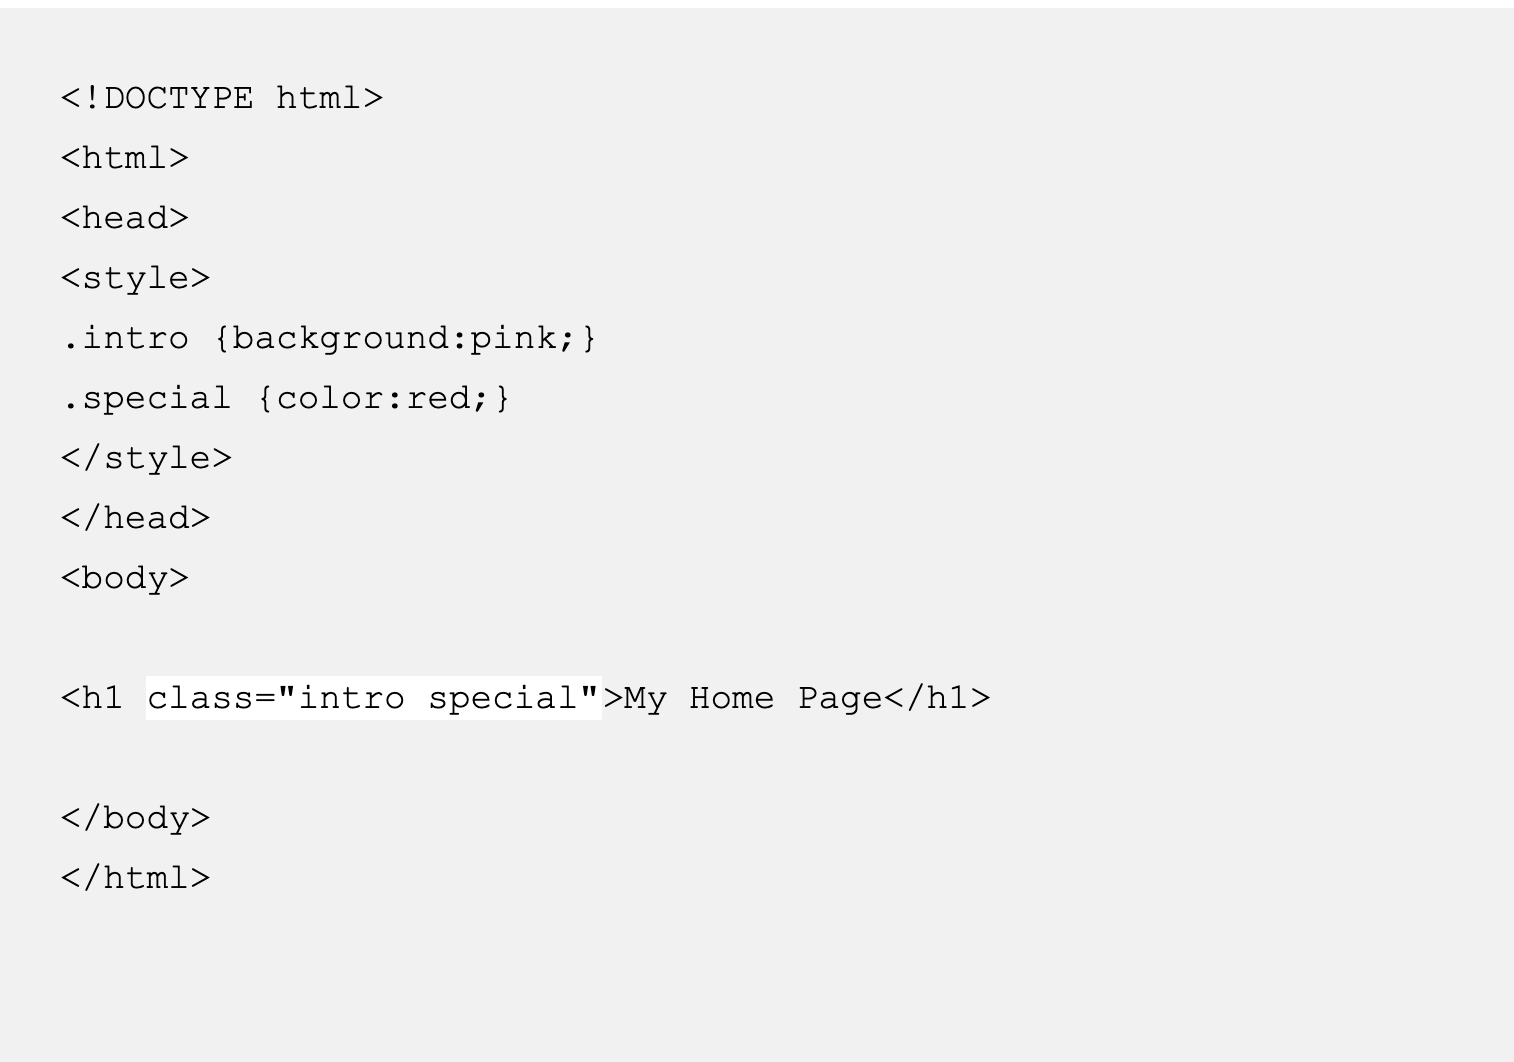 <!DOCTYPE html>
<html>
<head>
<style>
.intro {background:pink;}
.special {color:red;}
</style>
</head>
<body>
<h1 class="intro special">My Home Page</h1>
</body>
</html>